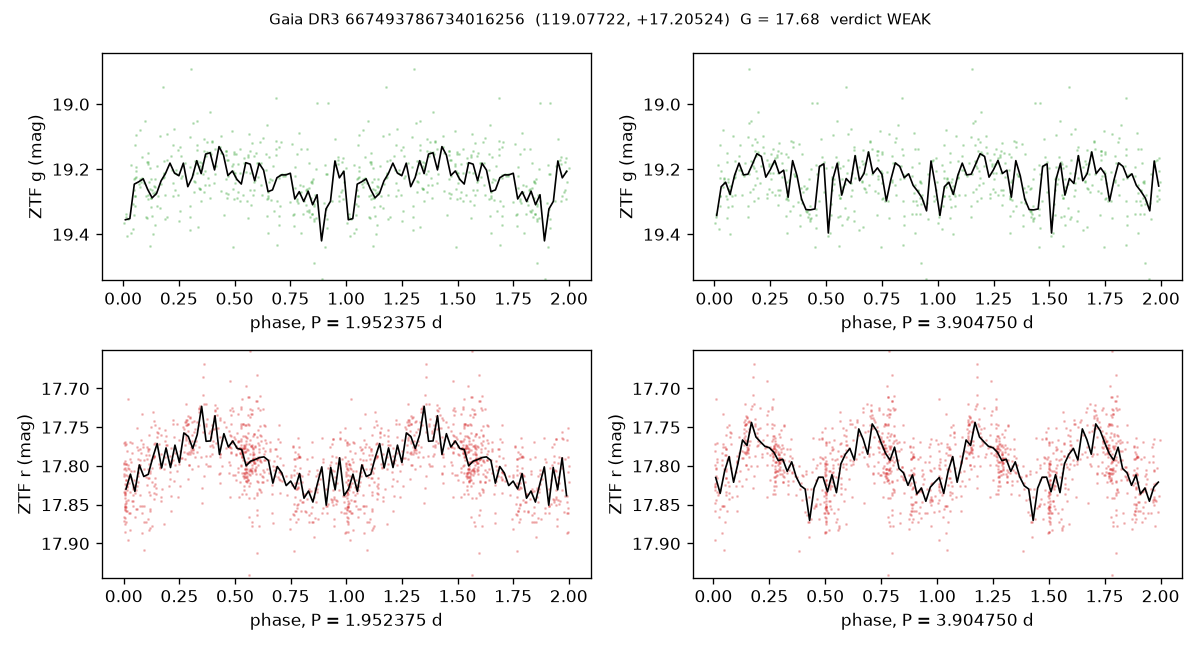 Gaia DR3 667493786734016256 (119.07722, +17.20524) G = 17.68 verdict WEAK
ZTF g (mag)
19.0
19.2
19.4
0.00 0.25 0.50 0.75 1.00 1.25 1.50 1.75 2.00
phase, P = 1.952375 d
ZTF g (mag)
19.0
19.2
19.4
0.00 0.25 0.50 0.75 1.00 1.25 1.50 1.75 2.00
phase, P = 3.904750 d
ZTF r (mag)
17.70
17.75
17.80
17.85
17.90
0.00 0.25 0.50 0.75 1.00 1.25 1.50 1.75 2.00
phase, P = 1.952375 d
ZTF r (mag)
17.70
17.75
17.80
17.85
17.90
0.00 0.25 0.50 0.75 1.00 1.25 1.50 1.75 2.00
phase, P = 3.904750 d